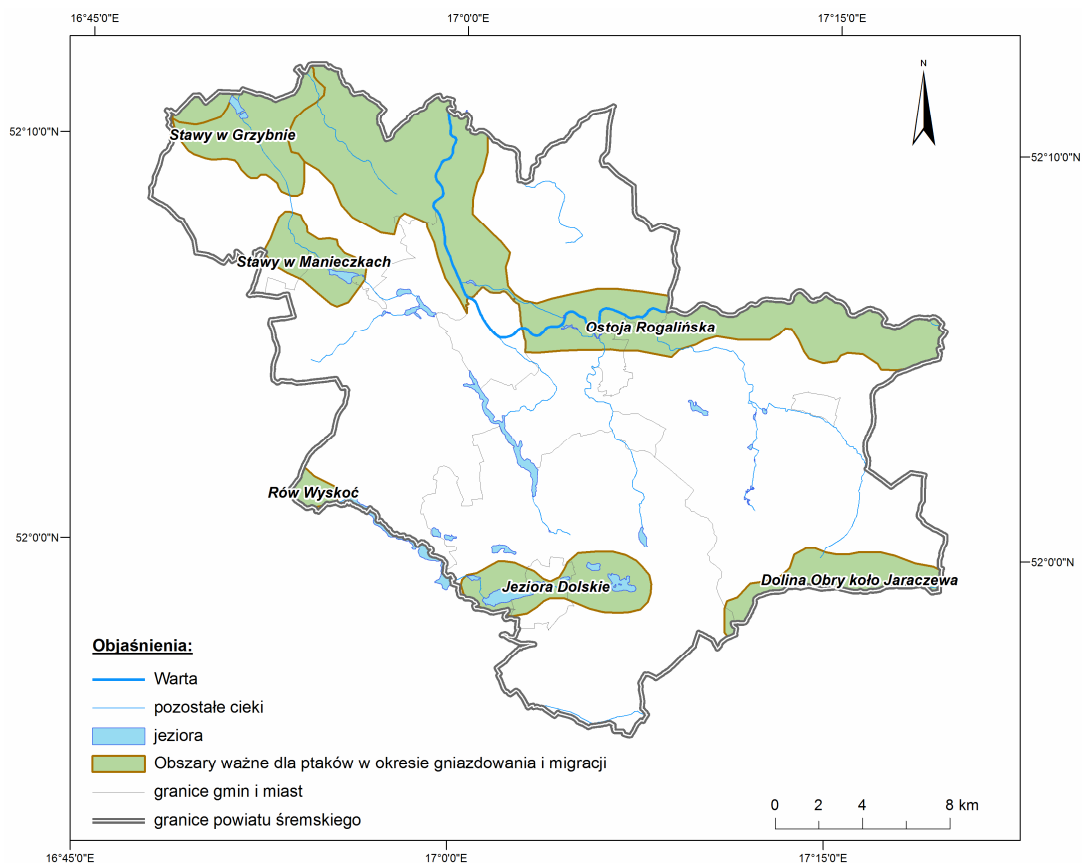 16°45'0"E
17°0'0"E
17°15'0"E
N
52°10'0"N
52°10'0"N
Stawy w Grzybnie
Stawy w Manieczkach
Ostoja Rogalińska
Rów Wyskoć
52°0'0"N
52°0'0"N
Jeziora Dolskie
Dolina Obry koło Jaraczewa
Objaśnienia:
Warta
pozostałe cieki
jeziora
Obszary ważne dla ptaków w okresie gniazdowania i migracji
granice gmin i miast
granice powiatu śremskiego
0 2 4 8 km
16°45'0"E
17°0'0"E
17°15'0"E